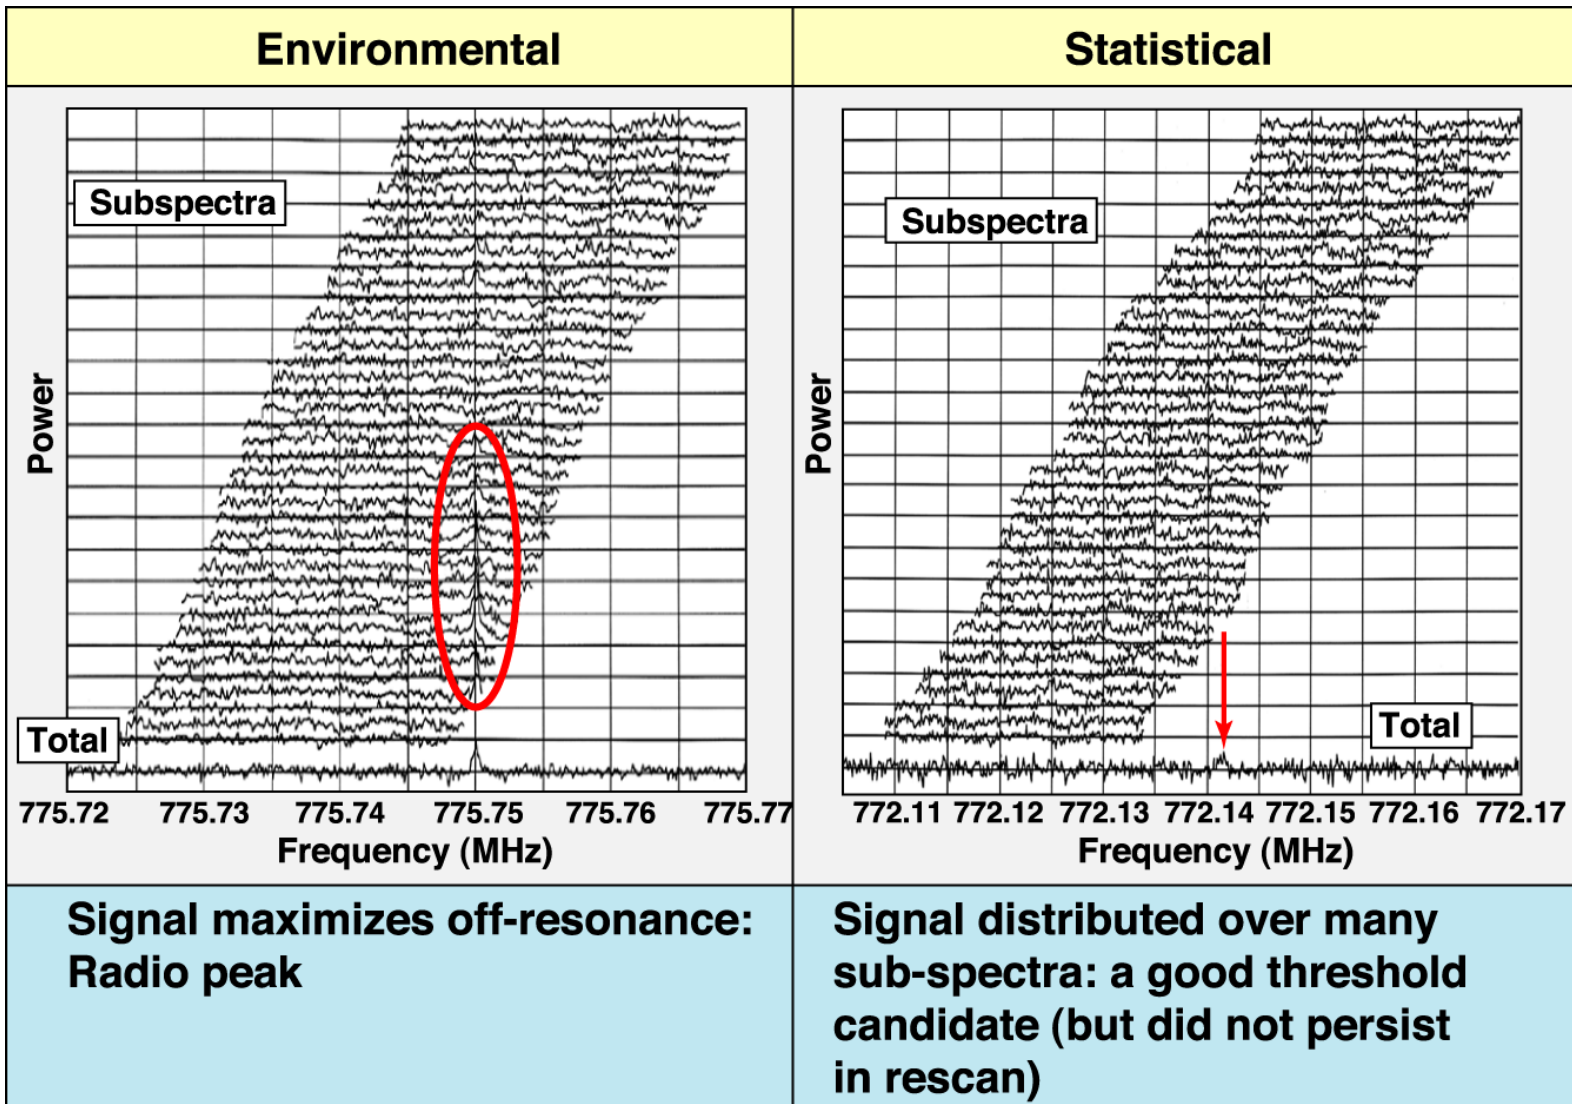 Environmental
Statistical
Subspectra
Total
Power
775.72 775.73 775.74 775.75 775.76 775.77
Frequency (MHz)
Subspectra
Total
Power
772.11 772.12 772.13 772.14 772.15 772.16 772.17
Frequency (MHz)
Signal maximizes off-resonance:
Radio peak
Signal distributed over many
sub-spectra: a good threshold
candidate (but did not persist
in rescan)